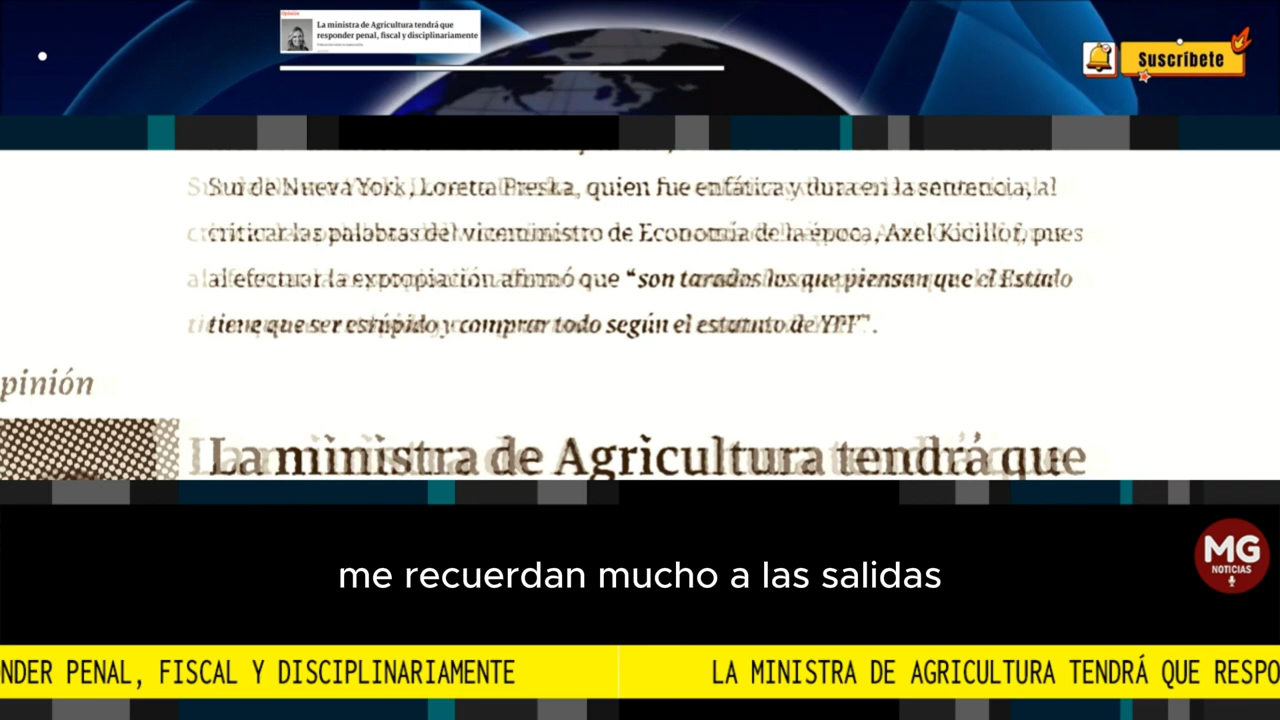 Opinión
La ministra de Agricultura tendrá que
responder penal, fiscal y disciplinariamente
Suscríbete
Sur de Nueva York, Loretta Preska, quien fue enfática y dura en la sentencia, al
criticar las palabras del viceministro de Economía de la época, Axel Kicillof, pues
al efectuar la expropiación afirmó que “son tarados los que piensan que el Estado
tiene que ser estúpido y comprar todo según el estatuto de YPF”.
pinión
La ministra de Agricultura tendrá que
me recuerdan mucho a las salidas
MG
NOTICIAS
NDER PENAL, FISCAL Y DISCIPLINARIAMENTE LA MINISTRA DE AGRICULTURA TENDRÁ QUE RESPO